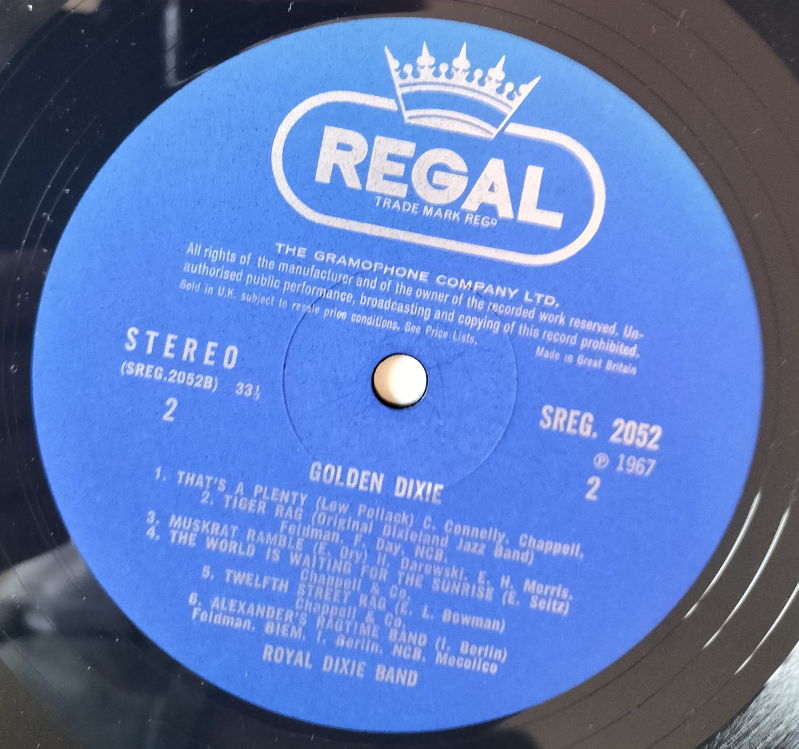 REGAL
TRADE MARK REGD
THE GRAMOPHONE COMPANY LTD.
All rights of the manufacturer and of the owner of the recorded work reserved. Un-
authorised public performance, broadcasting and copying of this record prohibited.
Sold in U.K. subject to resale price conditions. See Price Lists.
Made in Great Britain
STEREO
(SREG.2052B) 33⅓
2
SREG. 2052
℗ 1967
2
GOLDEN DIXIE
1. THAT'S A PLENTY (Lew Pollack) C. Connelly, Chappell,
2. TIGER RAG (Original Dixieland Jazz Band)
Feldman, F. Day, NCB.
3. MUSKRAT RAMBLE (E. Ory) H. Darewski, E. H. Morris.
4. THE WORLD IS WAITING FOR THE SUNRISE (E. Seitz)
Chappell & Co.
5. TWELFTH STREET RAG (E. L. Bowman)
Chappell & Co.
6. ALEXANDER'S RAGTIME BAND (I. Berlin)
Feldman, BIEM, I. Berlin, NCB, Mecolico
ROYAL DIXIE BAND